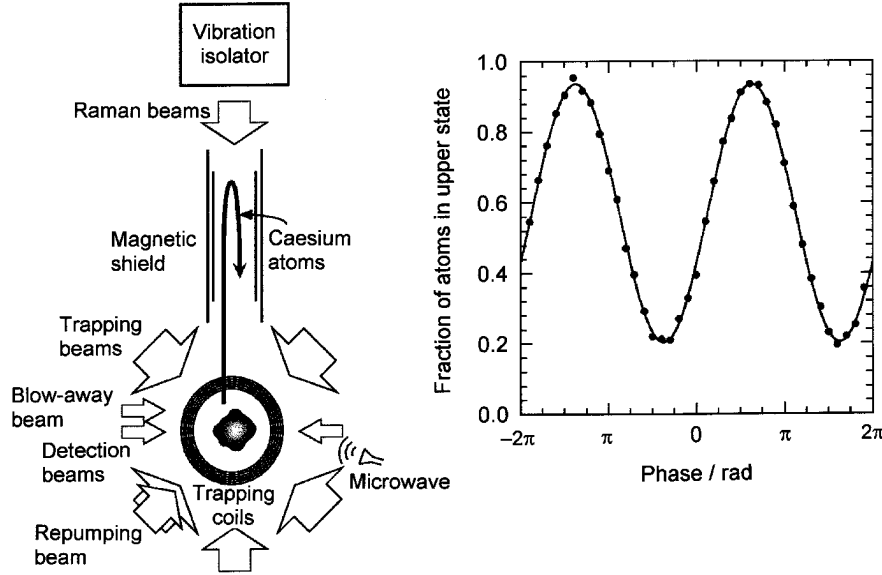 Vibration
isolator
Raman beams
Magnetic
shield
Caesium
atoms
Trapping
beams
Blow-away
beam
Detection
beams
Microwave
Trapping
coils
Repumping
beam
Fraction of atoms in upper state
1.0
0.8
0.6
0.4
0.2
0.0
−2π
π
0
π
2π
Phase / rad